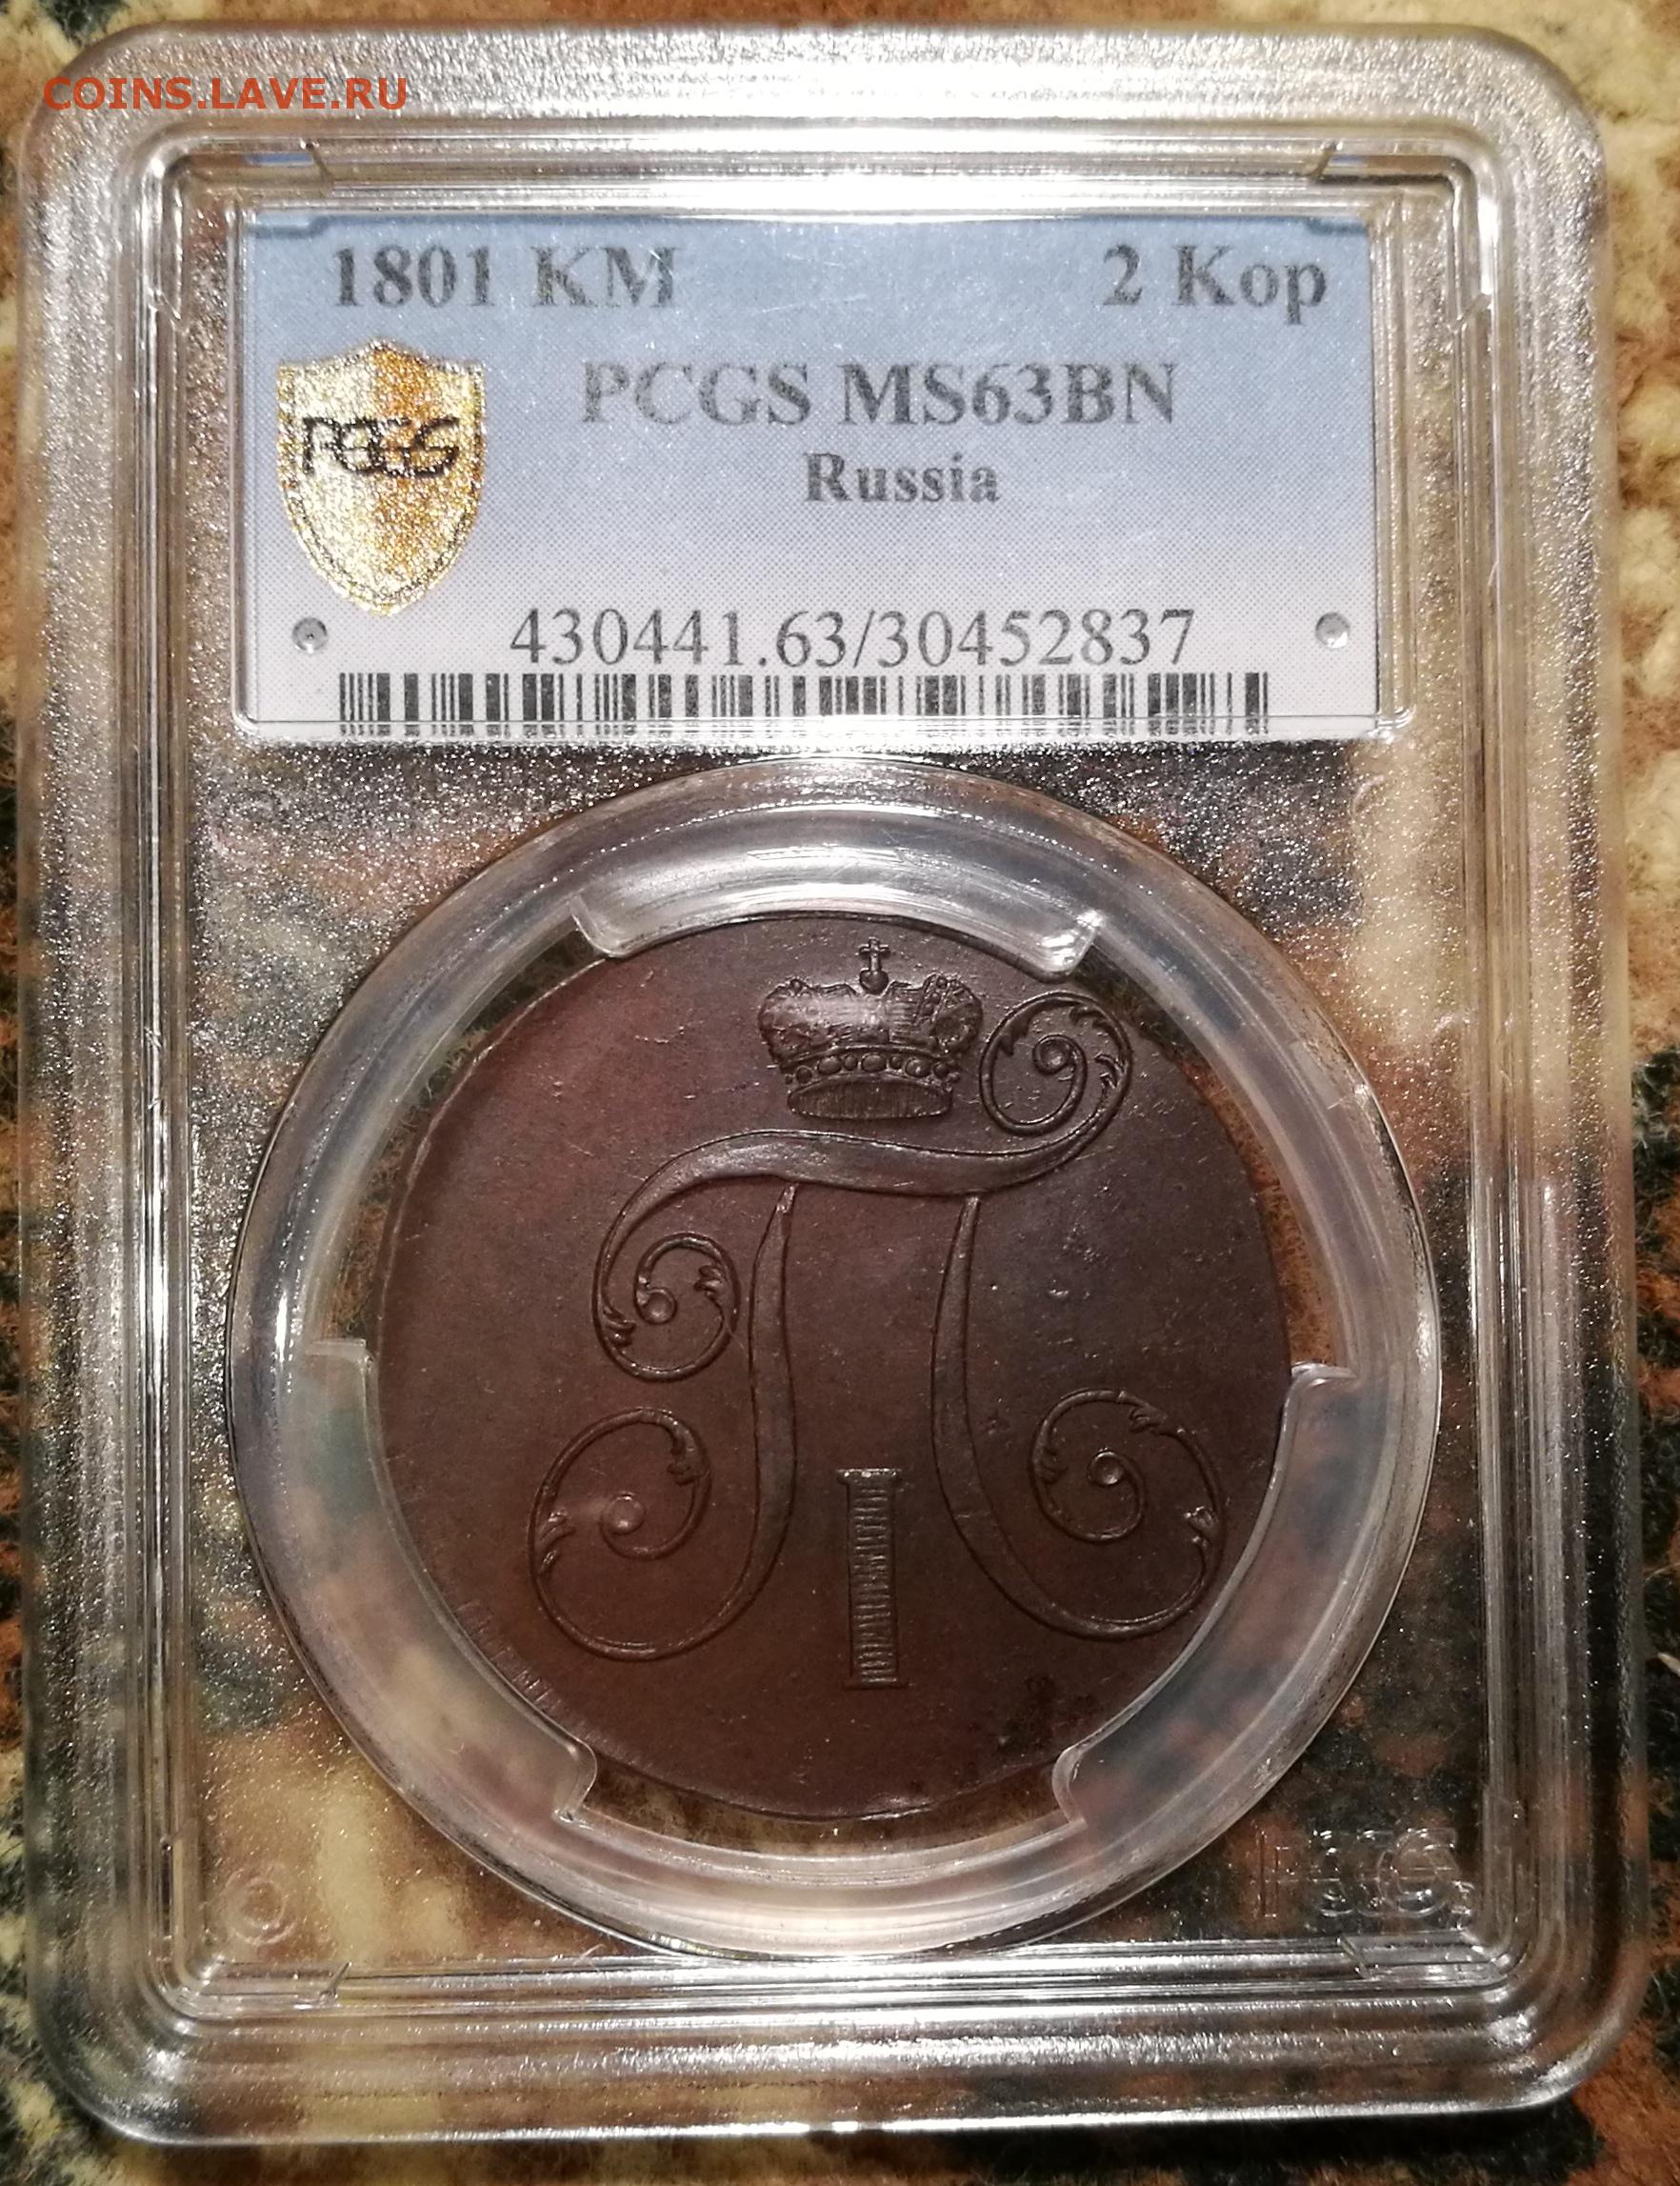 COINS.LAVE.RU
1801 KM 2 Kop
PCGS MS63BN
PCGS
Russia
430441.63/30452837
П
I
PCGS